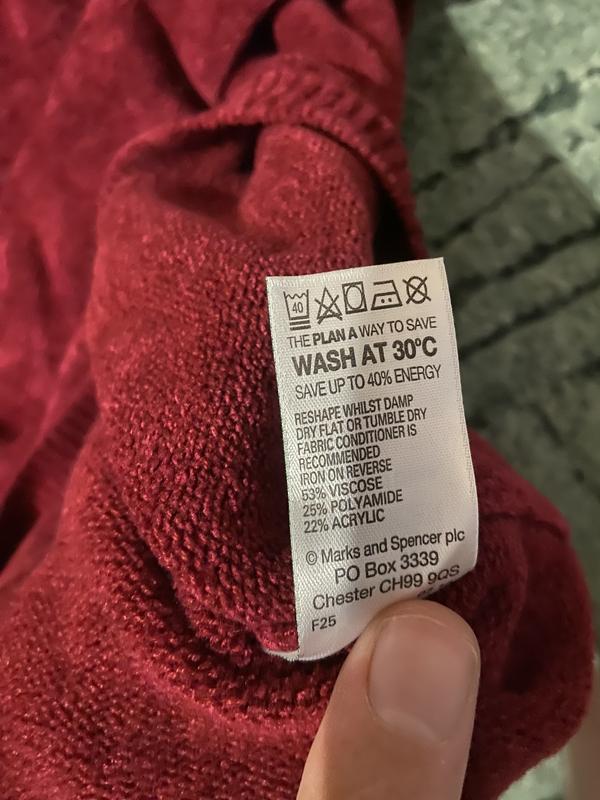 40
THE PLAN A WAY TO SAVE
WASH AT 30°C
SAVE UP TO 40% ENERGY
RESHAPE WHILST DAMP
DRY FLAT OR TUMBLE DRY
FABRIC CONDITIONER IS
RECOMMENDED
IRON ON REVERSE
53% VISCOSE
25% POLYAMIDE
22% ACRYLIC
© Marks and Spencer plc
PO Box 3339
Chester CH99 9QS
F25